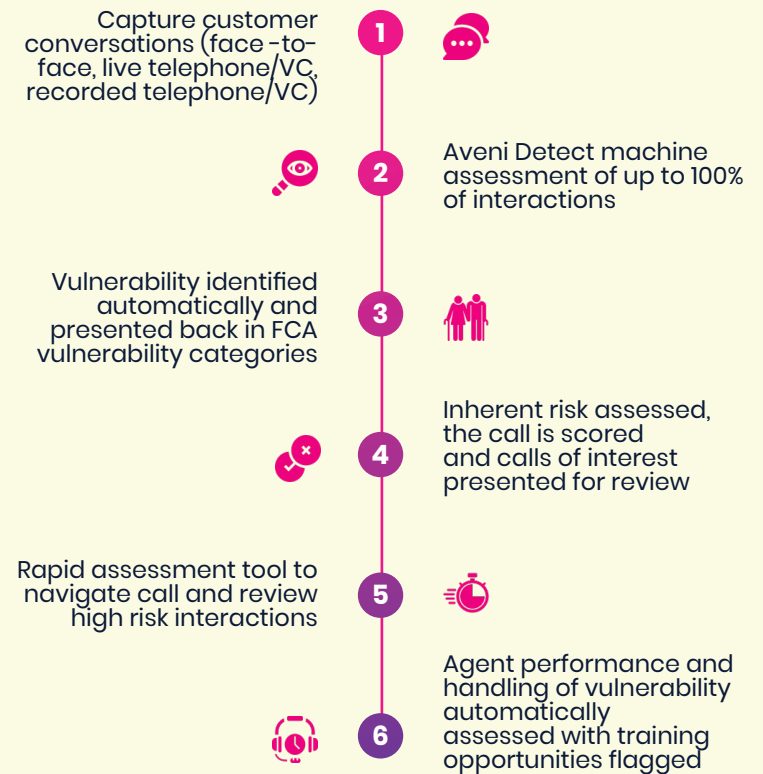 Capture customer
conversations (face -to-
face, live telephone/VC,
recorded telephone/VC)
1
2
Aveni Detect machine
assessment of up to 100%
of interactions
Vulnerability identified
automatically and
presented back in FCA
vulnerability categories
3
4
Inherent risk assessed,
the call is scored
and calls of interest
presented for review
Rapid assessment tool to
navigate call and review
high risk interactions
5
6
Agent performance and
handling of vulnerability
automatically
assessed with training
opportunities flagged